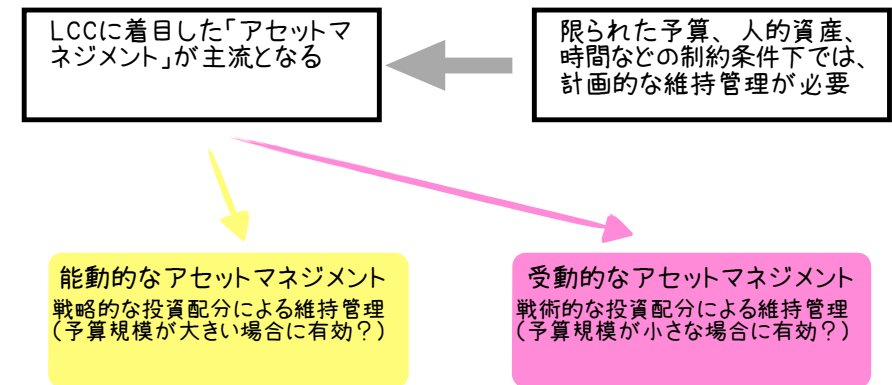 LCCに着目した「アセットマ
ネジメント」が主流となる
限られた予算、人的資産、
時間などの制約条件下では、
計画的な維持管理が必要
能動的なアセットマネジメント
戦略的な投資配分による維持管理
(予算規模が大きい場合に有効?)
受動的なアセットマネジメント
戦術的な投資配分による維持管理
(予算規模が小さな場合に有効?)